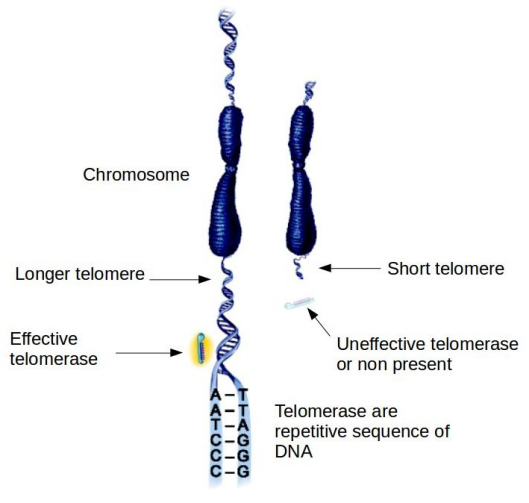 Chromosome
Longer telomere
Short telomere
Effective
telomerase
Uneffective telomerase
or non present
A – T
A – T
T – A
C – G
C – G
C – G
Telomerase are
repetitive sequence of
DNA